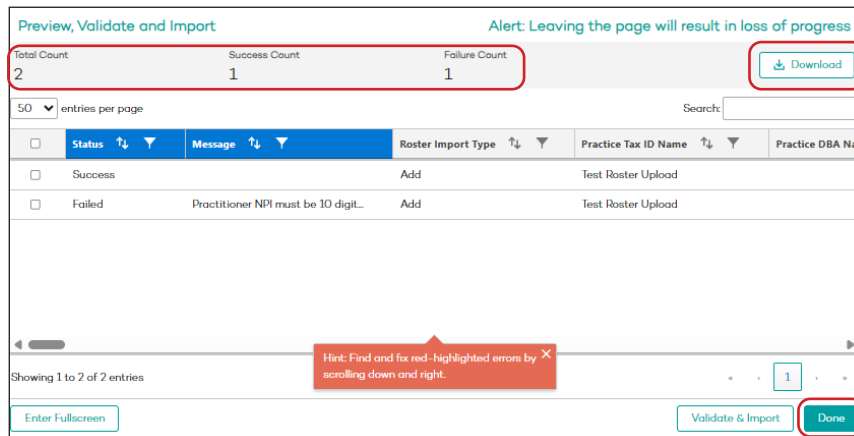 Preview, Validate and Import
Alert: Leaving the page will result in loss of progress
Total Count Success Count Failure Count
2 1 1
Download
50 entries per page
Search:
Status Message Roster Import Type Practice Tax ID Name Practice DBA Na
Success Add Test Roster Upload
Failed Practitioner NPI must be 10 digit... Add Test Roster Upload
Hint: Find and fix red-highlighted errors by
scrolling down and right.
Showing 1 to 2 of 2 entries
« ‹ 1 › »
Enter Fullscreen
Validate & Import
Done